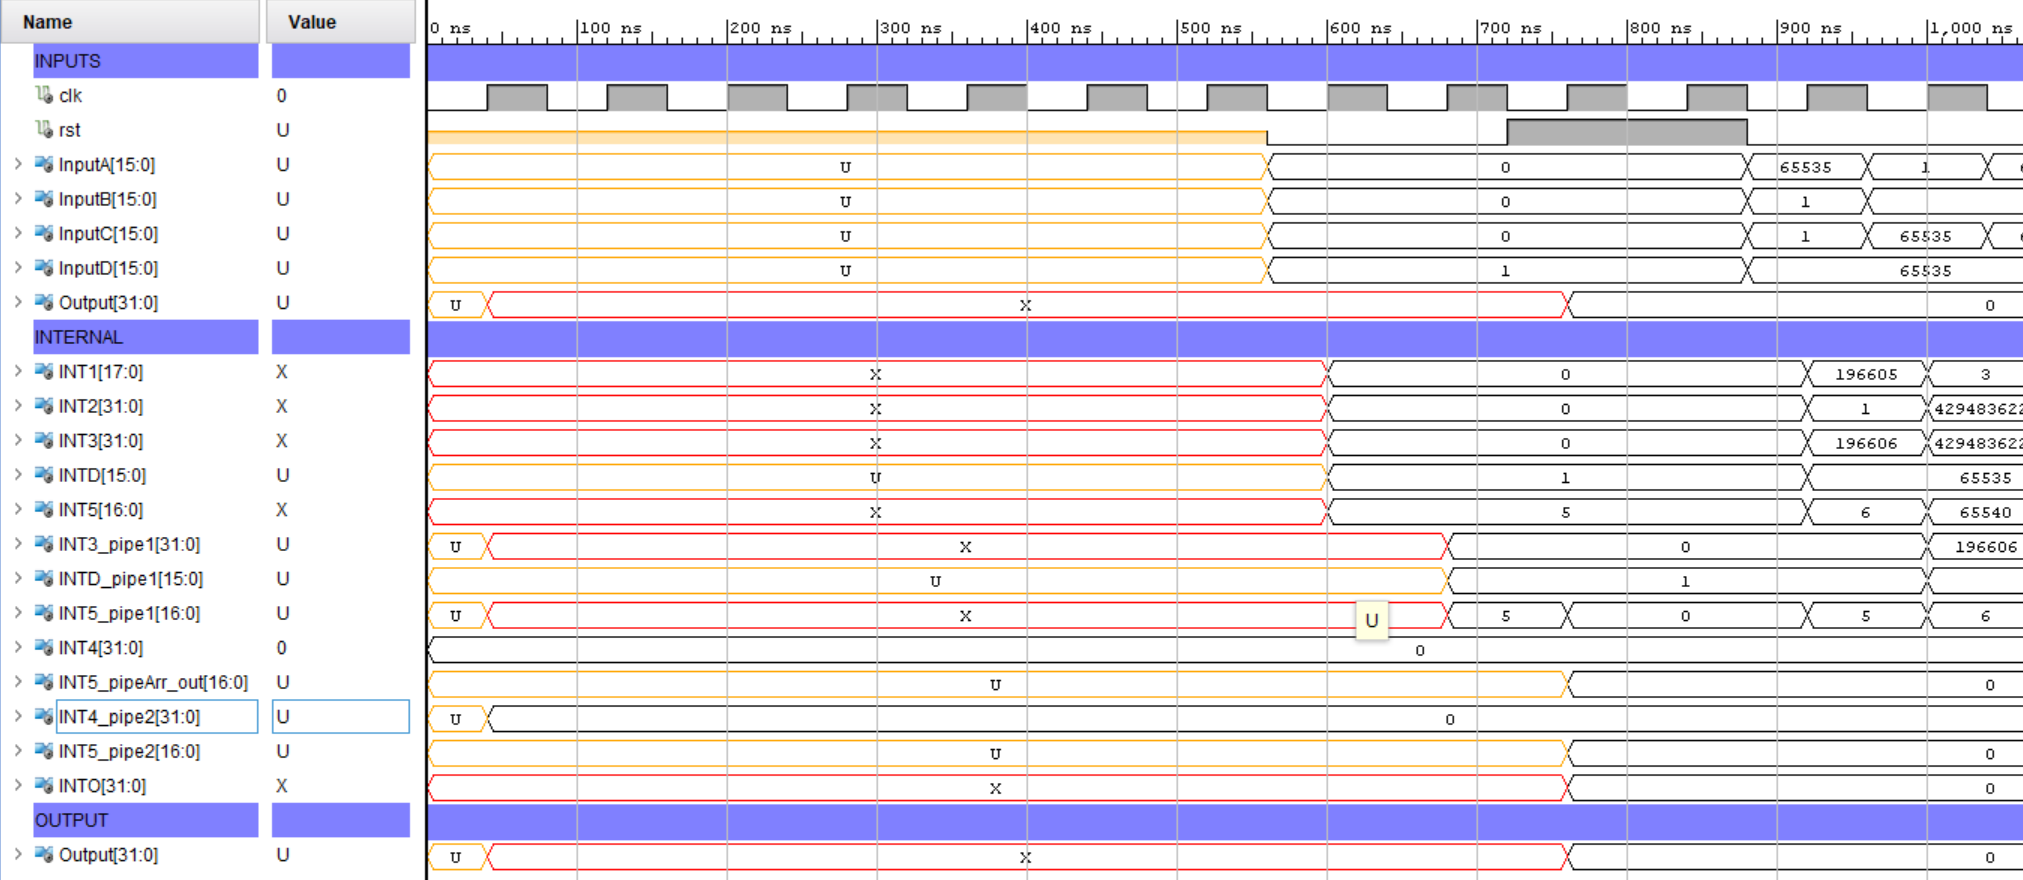 Name Value 0 ns 100 ns 200 ns 300 ns 400 ns 500 ns 600 ns 700 ns 800 ns 900 ns 1,000 ns
INPUTS
clk 0
rst U
InputA[15:0] U U 0 65535 1
InputB[15:0] U U 0 1
InputC[15:0] U U 0 1 65535
InputD[15:0] U U 1 65535
Output[31:0] U U X 0
INTERNAL
INT1[17:0] X X 0 196605 3
INT2[31:0] X X 0 1 429483622
INT3[31:0] X X 0 196606 429483622
INTD[15:0] U U 1 65535
INT5[16:0] X X 5 6 65540
INT3_pipe1[31:0] U U X 0 196606
INTD_pipe1[15:0] U U 1
INT5_pipe1[16:0] U U X U 5 0 5 6
INT4[31:0] 0 0
INT5_pipeArr_out[16:0] U U 0
INT4_pipe2[31:0] U U 0
INT5_pipe2[16:0] U U 0
INTO[31:0] X X 0
OUTPUT
Output[31:0] U U X 0